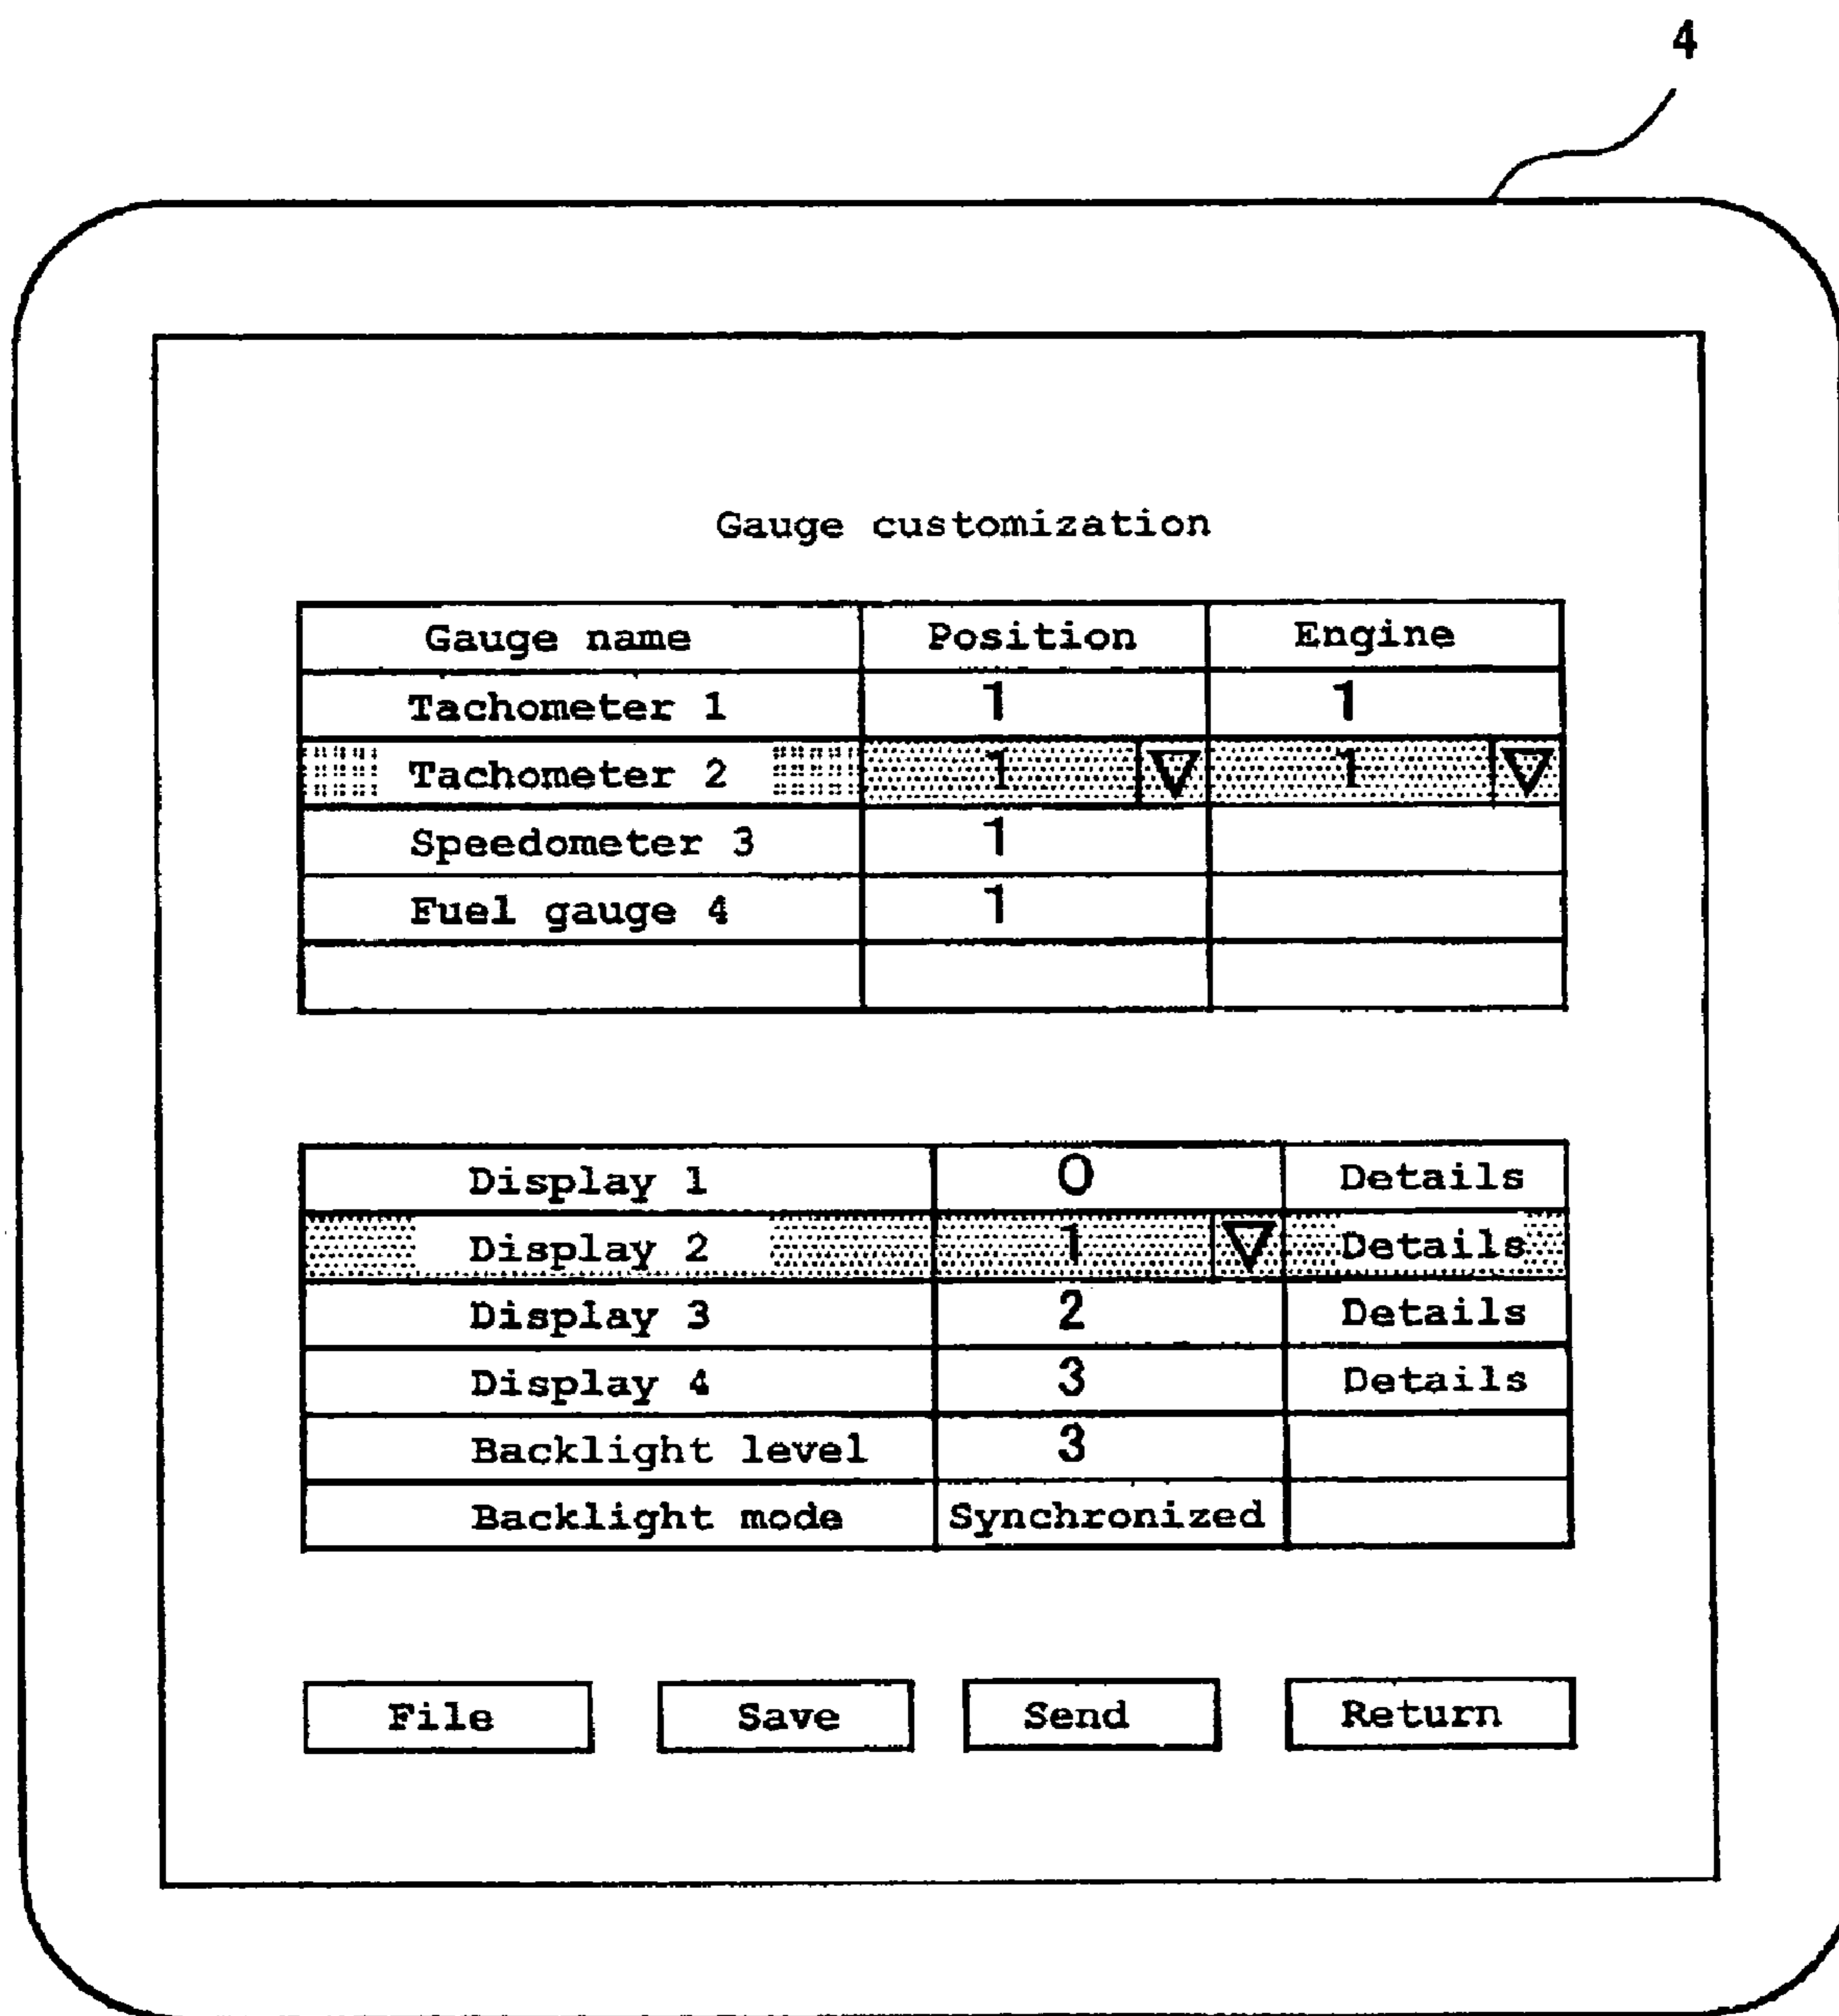 4
Gauge customization
Gauge name Position Engine
Tachometer 1 1 1
Tachometer 2 1 1
Speedometer 3 1
Fuel gauge 4 1
Display 1 0 Details
Display 2 1 Details
Display 3 2 Details
Display 4 3 Details
Backlight level 3
Backlight mode Synchronized
File Save Send Return